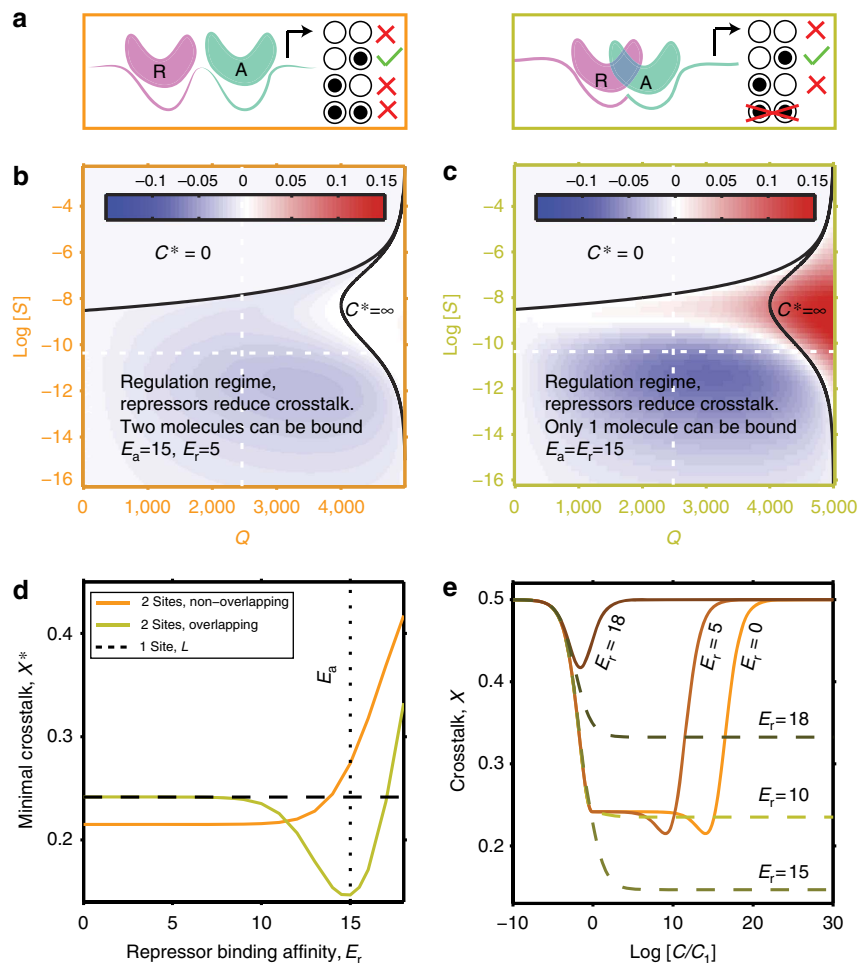 a
R
A
R
A
b
−0.1 −0.05 0 0.05 0.10 0.15
−4
−6
−8
−10
−12
−14
−16
Log [S]
C* = 0
C*=∞
Regulation regime,
repressors reduce crosstalk.
Two molecules can be bound
Ea=15, Er=5
0 1,000 2,000 3,000 4,000
Q
c
−0.1 −0.05 0 0.05 0.10 0.15
−4
−6
−8
−10
−12
−14
−16
Log [S]
C* = 0
C*=∞
Regulation regime,
repressors reduce crosstalk.
Only 1 molecule can be bound
Ea=Er=15
0 1,000 2,000 3,000 4,000 5,000
Q
d
2 Sites, non−overlapping
2 Sites, overlapping
1 Site, L
Ea
0.4
0.3
0.2
Minimal crosstalk, X*
0 5 10 15
Repressor binding affinity, Er
e
0.5
0.4
0.3
0.2
Crosstalk, X
Er= 18
Er= 5
Er= 0
Er=18
Er=10
Er=15
−10 0 10 20 30
Log [C/C1]